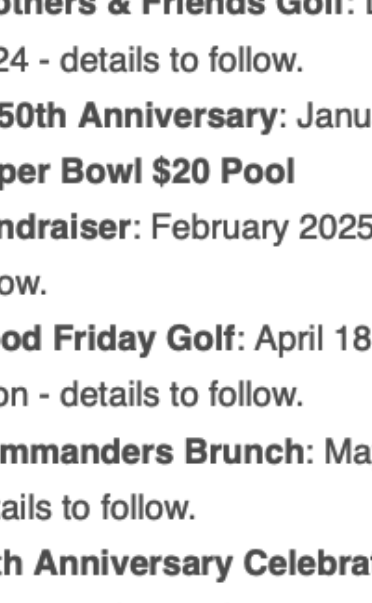 others & Friends Golf:
24 - details to follow.
50th Anniversary: Janu
per Bowl $20 Pool
ndraiser: February 2025
ow.
od Friday Golf: April 18
on - details to follow.
mmanders Brunch: Ma
ails to follow.
th Anniversary Celebra